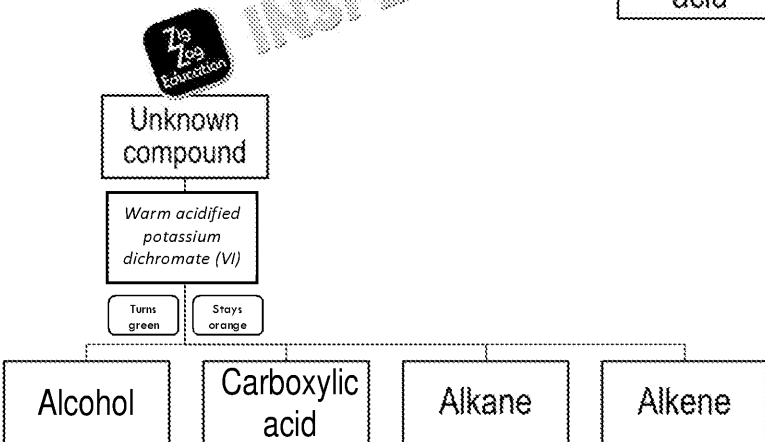 acid
Zig
Zag
Education
INSPE
Unknown
compound
Warm acidified
potassium
dichromate (VI)
Turns
green
Stays
orange
Alcohol
Carboxylic
acid
Alkane
Alkene